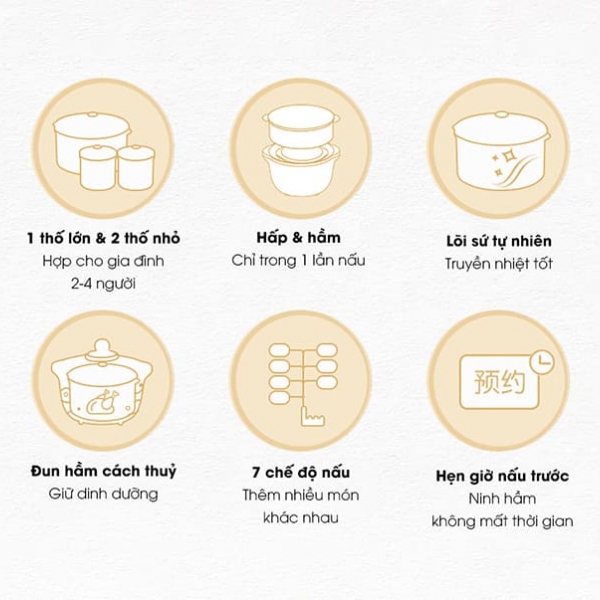 1 thố lớn & 2 thố nhỏ
Hợp cho gia đình
2-4 người
Hấp & hầm
Chỉ trong 1 lần nấu
Lõi sứ tự nhiên
Truyền nhiệt tốt
预约
Đun hầm cách thuỷ
Giữ dinh dưỡng
7 chế độ nấu
Thêm nhiều món
khác nhau
Hẹn giờ nấu trước
Ninh hầm
không mất thời gian